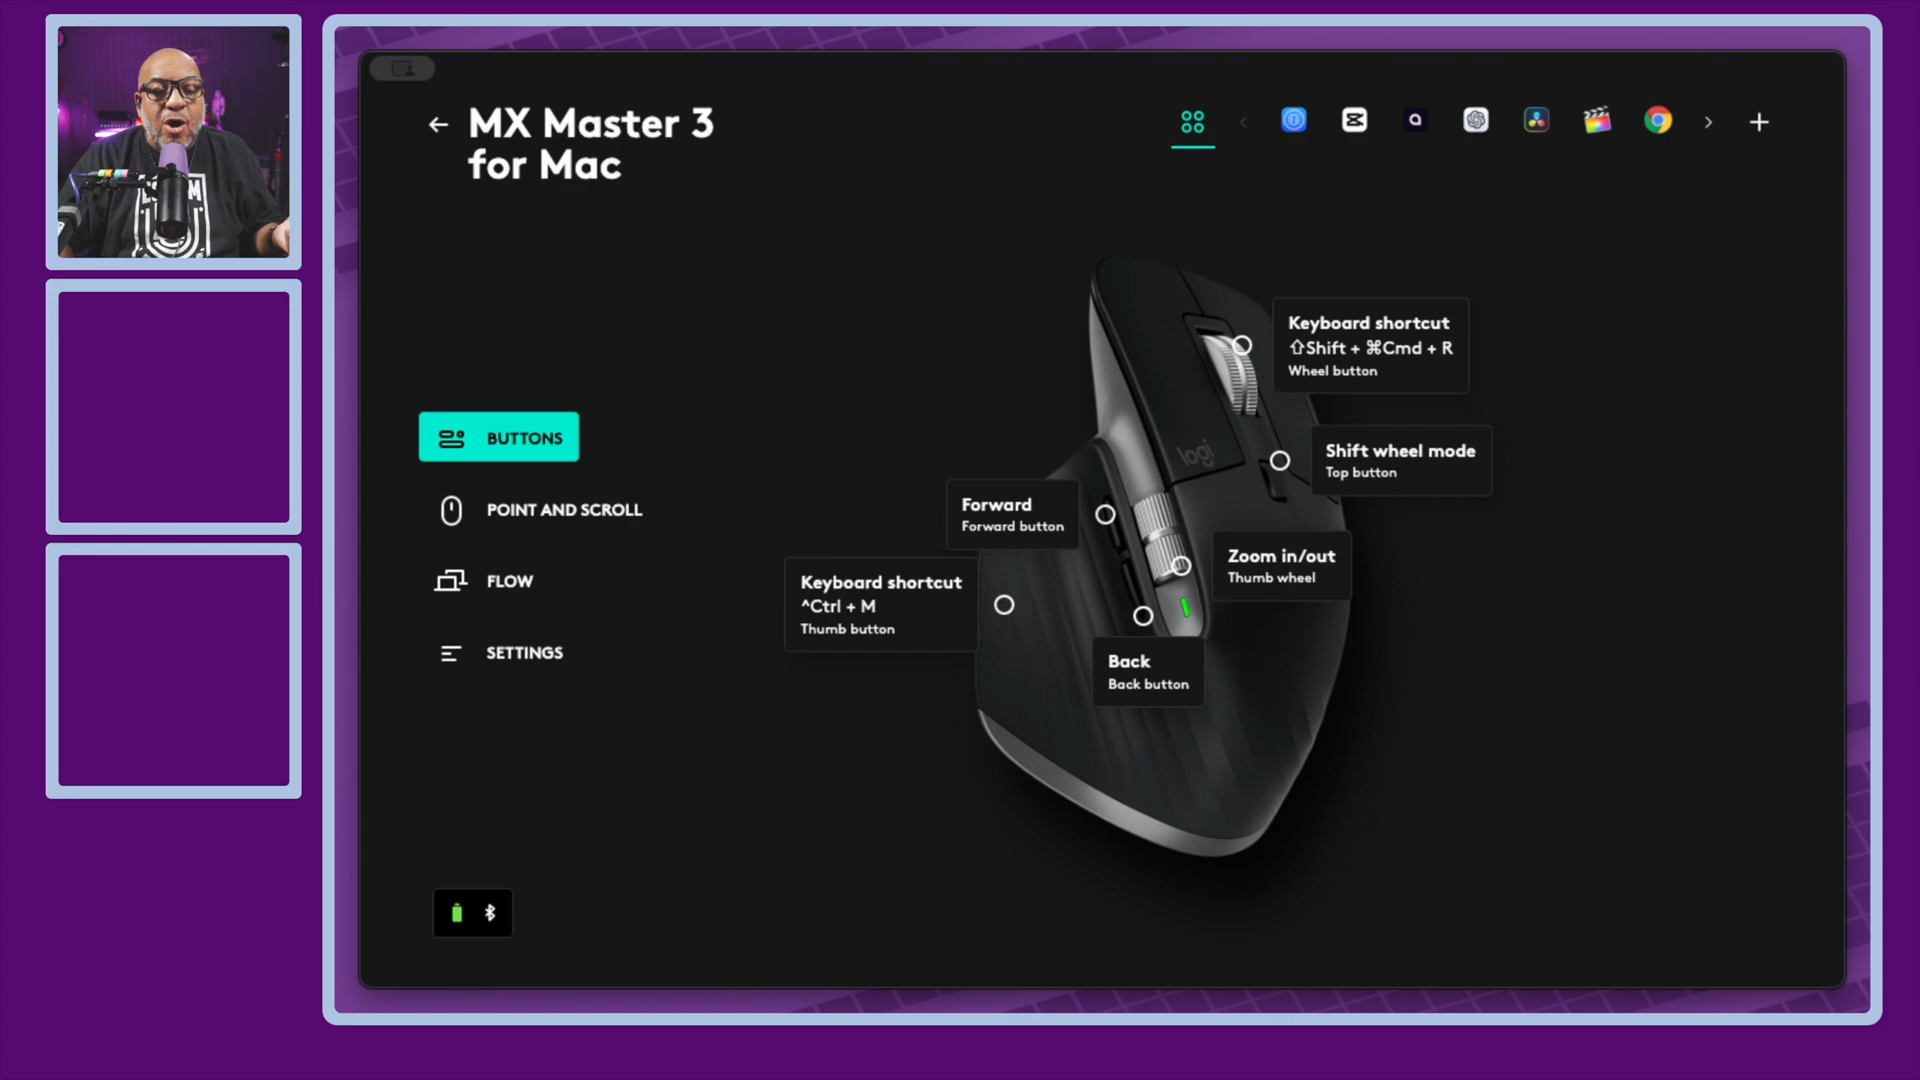 MX Master 3
for Mac
Keyboard shortcut
⇧Shift + ⌘Cmd + R
Wheel button
Shift wheel mode
Top button
logi
Forward
Forward button
Zoom in/out
Thumb wheel
Keyboard shortcut
^Ctrl + M
Thumb button
Back
Back button
BUTTONS
POINT AND SCROLL
FLOW
SETTINGS